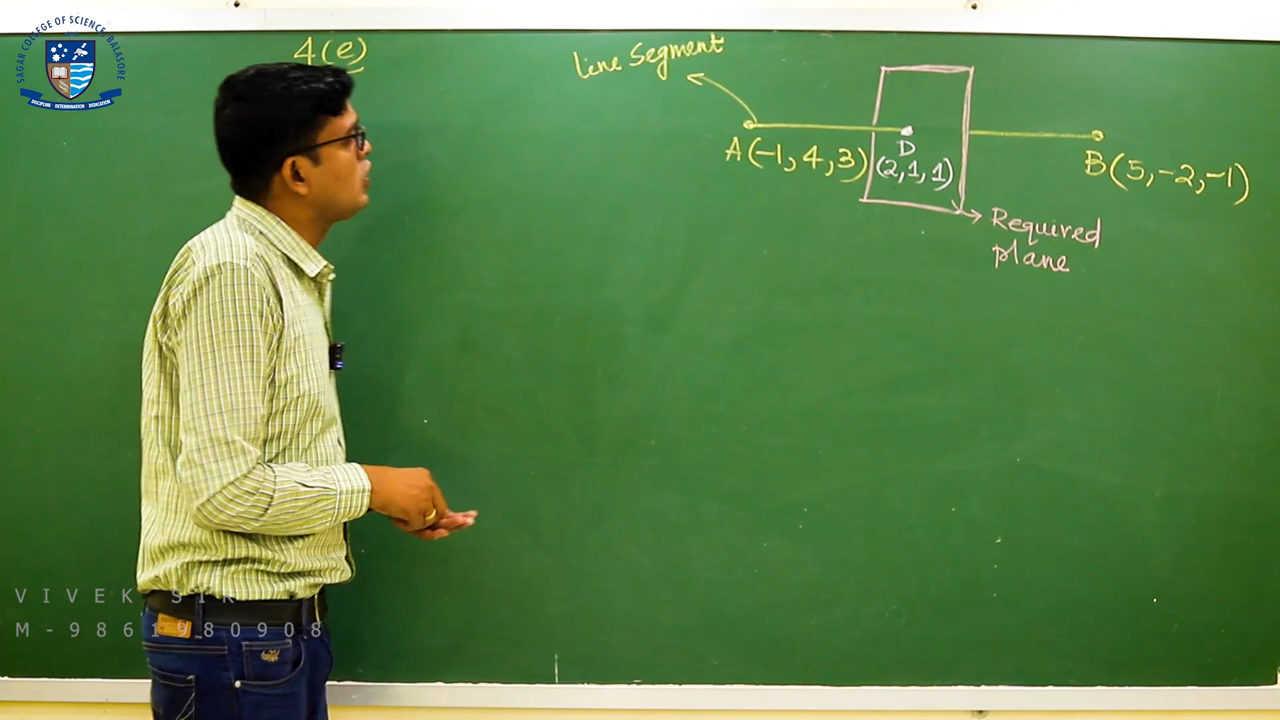 SAGAR COLLEGE OF SCIENCE, BALASORE
DISCIPLINE DETERMINATION DEDICATION
4(e)
line Segment
A(-1, 4, 3)
D
(2, 1, 1)
B(5, -2, -1)
Required
plane
VIVEK SIR
M-9861980908